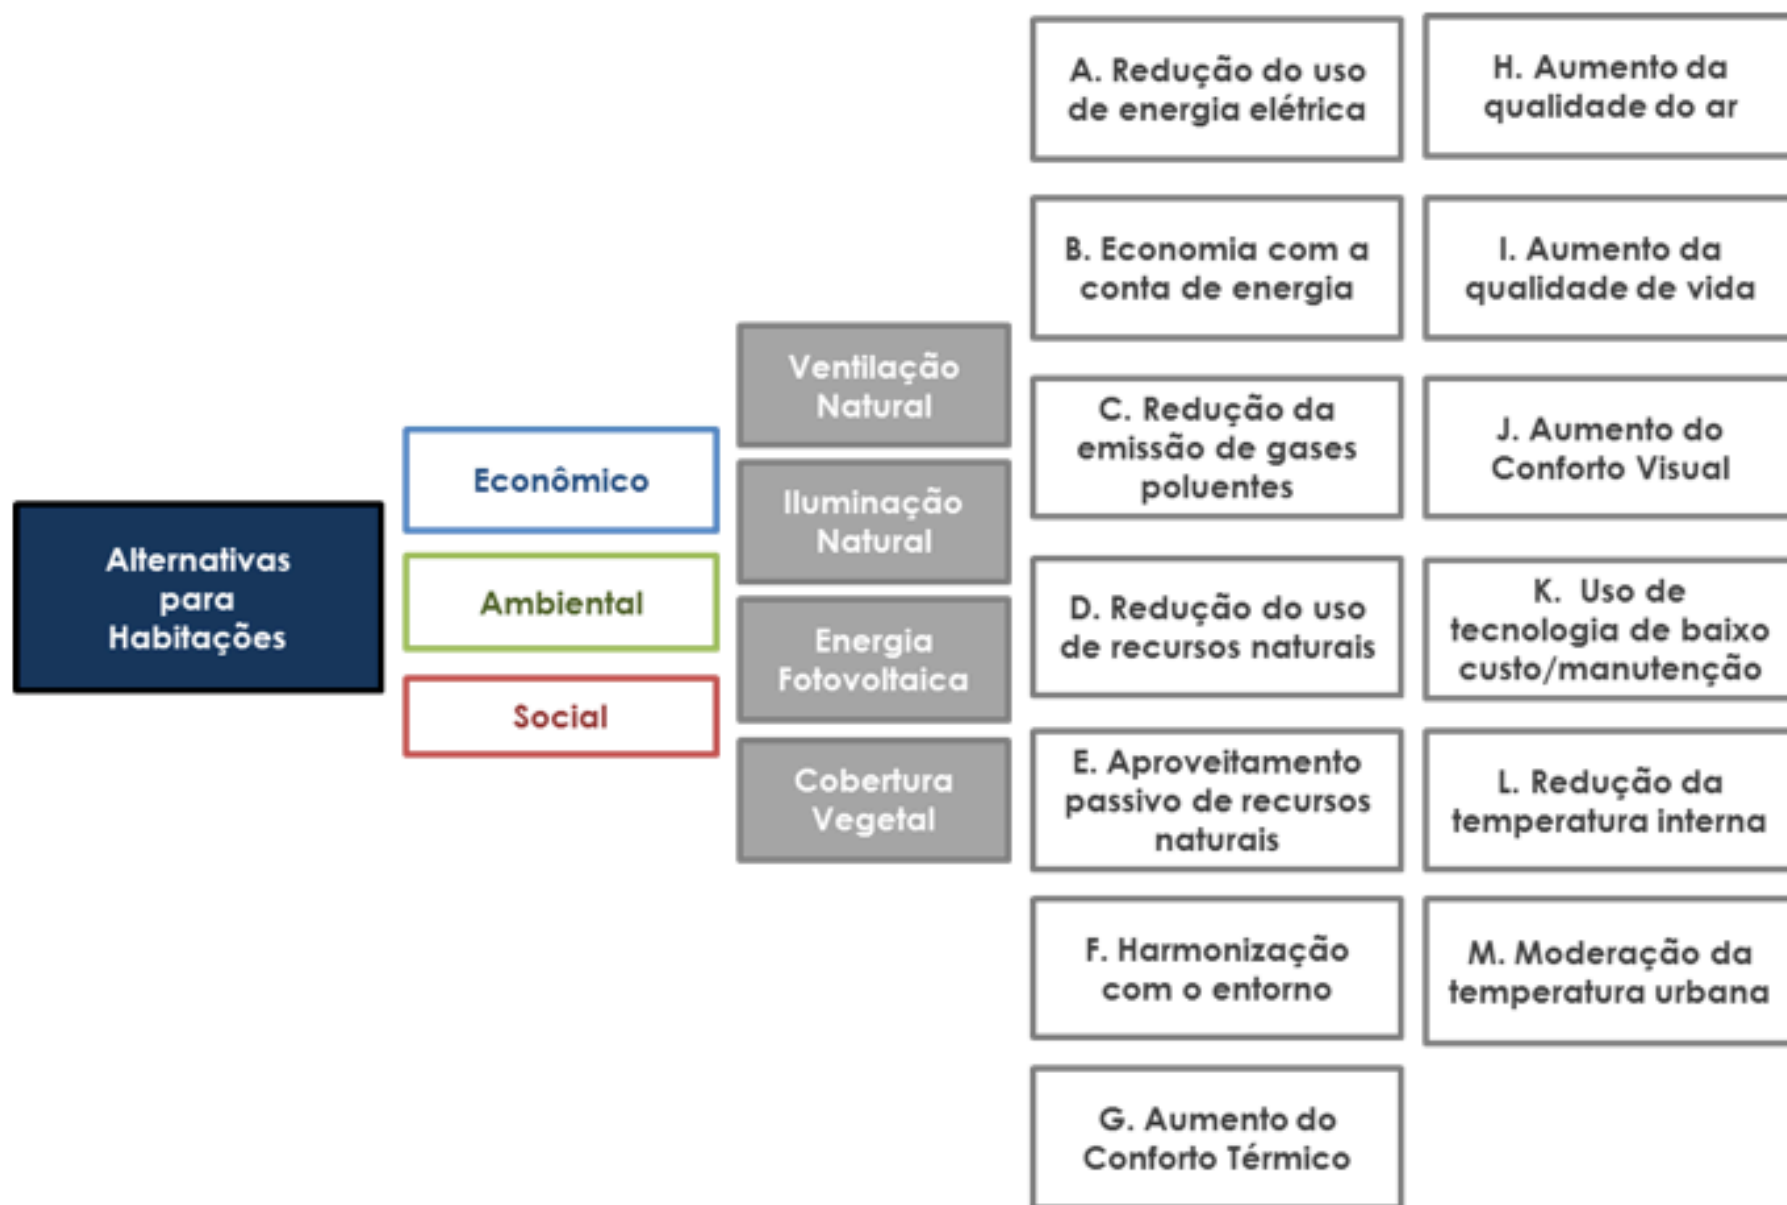 Alternativas
para
Habitações
Econômico
Ambiental
Social
Ventilação
Natural
Iluminação
Natural
Energia
Fotovoltaica
Cobertura
Vegetal
A. Redução do uso
de energia elétrica
B. Economia com a
conta de energia
C. Redução da
emissão de gases
poluentes
D. Redução do uso
de recursos naturais
E. Aproveitamento
passivo de recursos
naturais
F. Harmonização
com o entorno
G. Aumento do
Conforto Térmico
H. Aumento da
qualidade do ar
I. Aumento da
qualidade de vida
J. Aumento do
Conforto Visual
K. Uso de
tecnologia de baixo
custo/manutenção
L. Redução da
temperatura interna
M. Moderação da
temperatura urbana